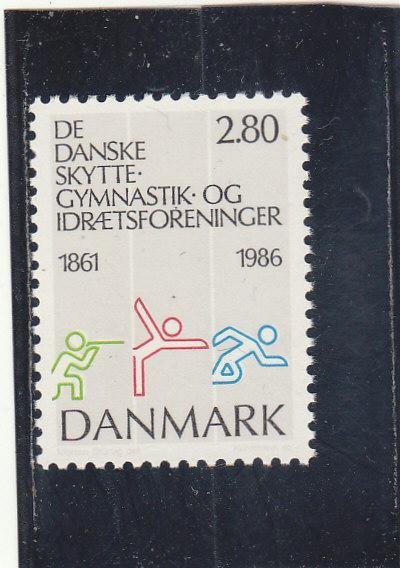 DE
DANSKE
SKYTTE·
GYMNASTIK· OG
IDRÆTSFORENINGER
2.80
1861 1986
DANMARK